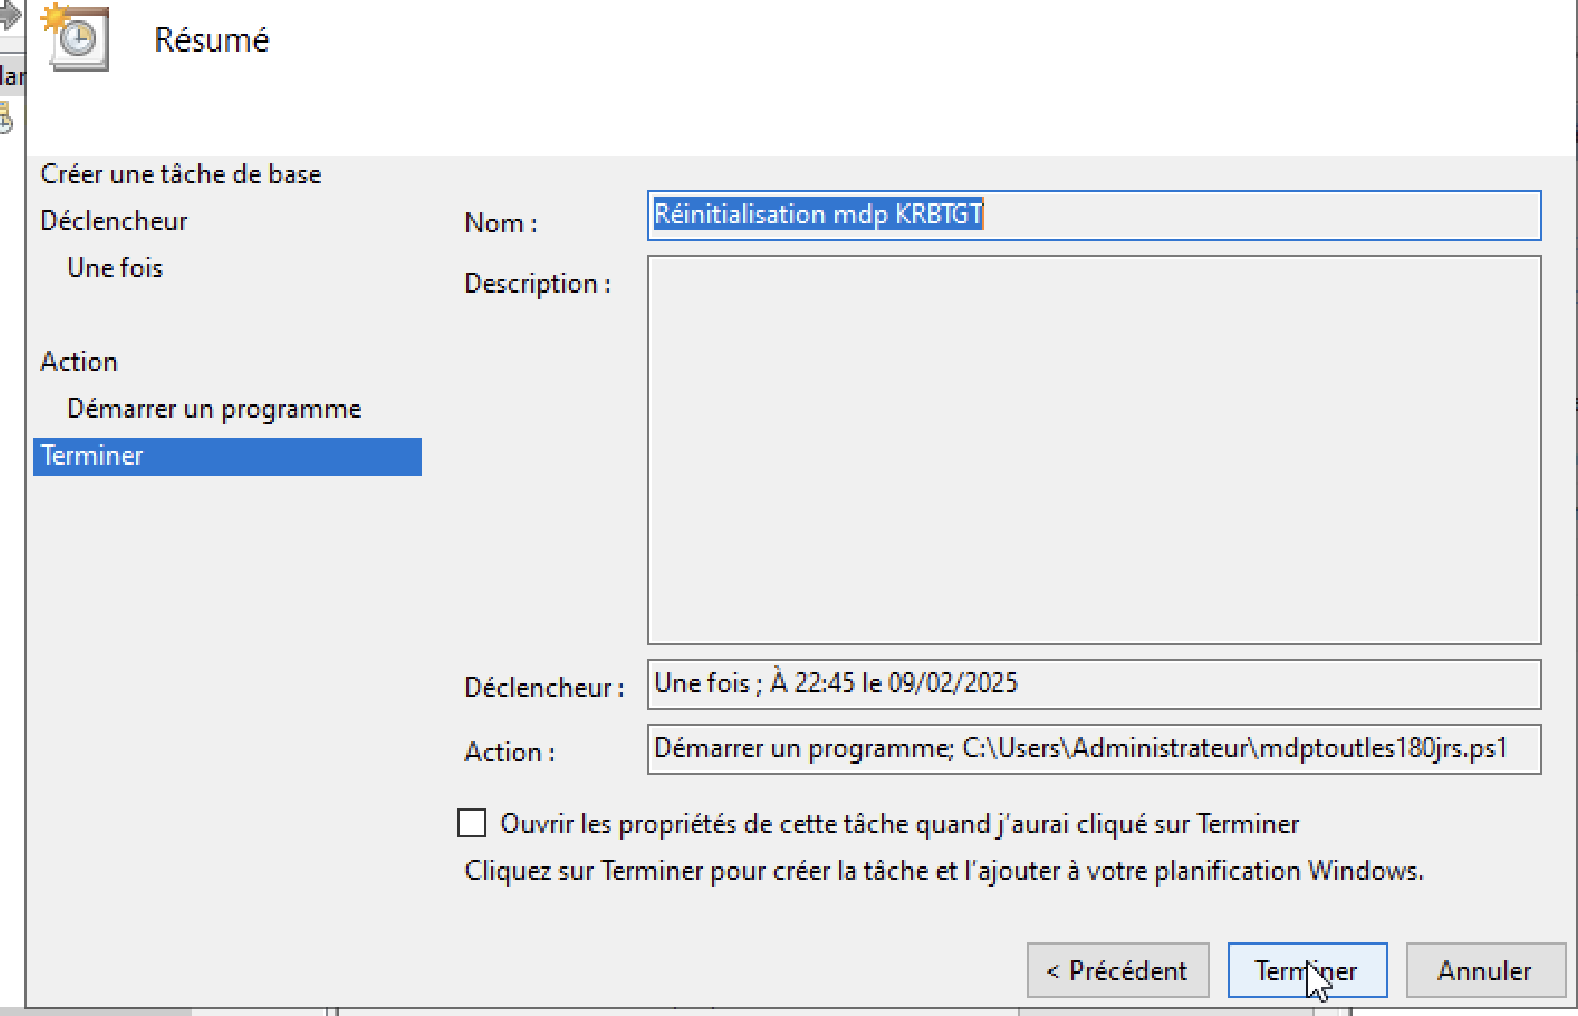 Résumé
lar
Créer une tâche de base
Déclencheur
Une fois
Action
Démarrer un programme
Terminer
Nom :
Réinitialisation mdp KRBTGT
Description :
Déclencheur :
Une fois ; À 22:45 le 09/02/2025
Action :
Démarrer un programme; C:\Users\Administrateur\mdptoutles180jrs.ps1
Ouvrir les propriétés de cette tâche quand j'aurai cliqué sur Terminer
Cliquez sur Terminer pour créer la tâche et l'ajouter à votre planification Windows.
< Précédent
Terminer
Annuler